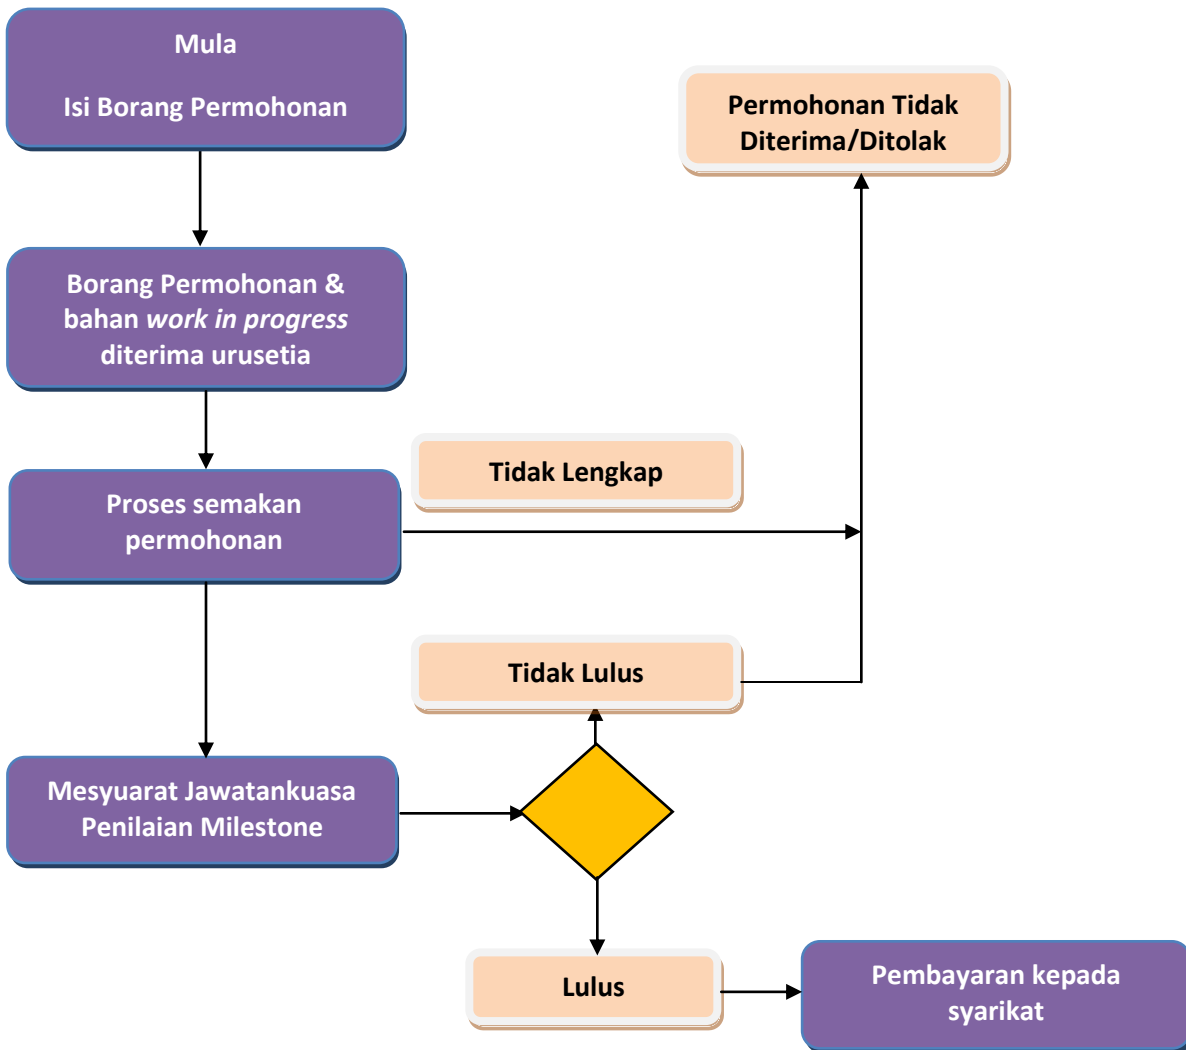 Mula
Isi Borang Permohonan
Permohonan Tidak
Diterima/Ditolak
Borang Permohonan &
bahan work in progress
diterima urusetia
Tidak Lengkap
Proses semakan
permohonan
Tidak Lulus
Mesyuarat Jawatankuasa
Penilaian Milestone
Lulus
Pembayaran kepada
syarikat